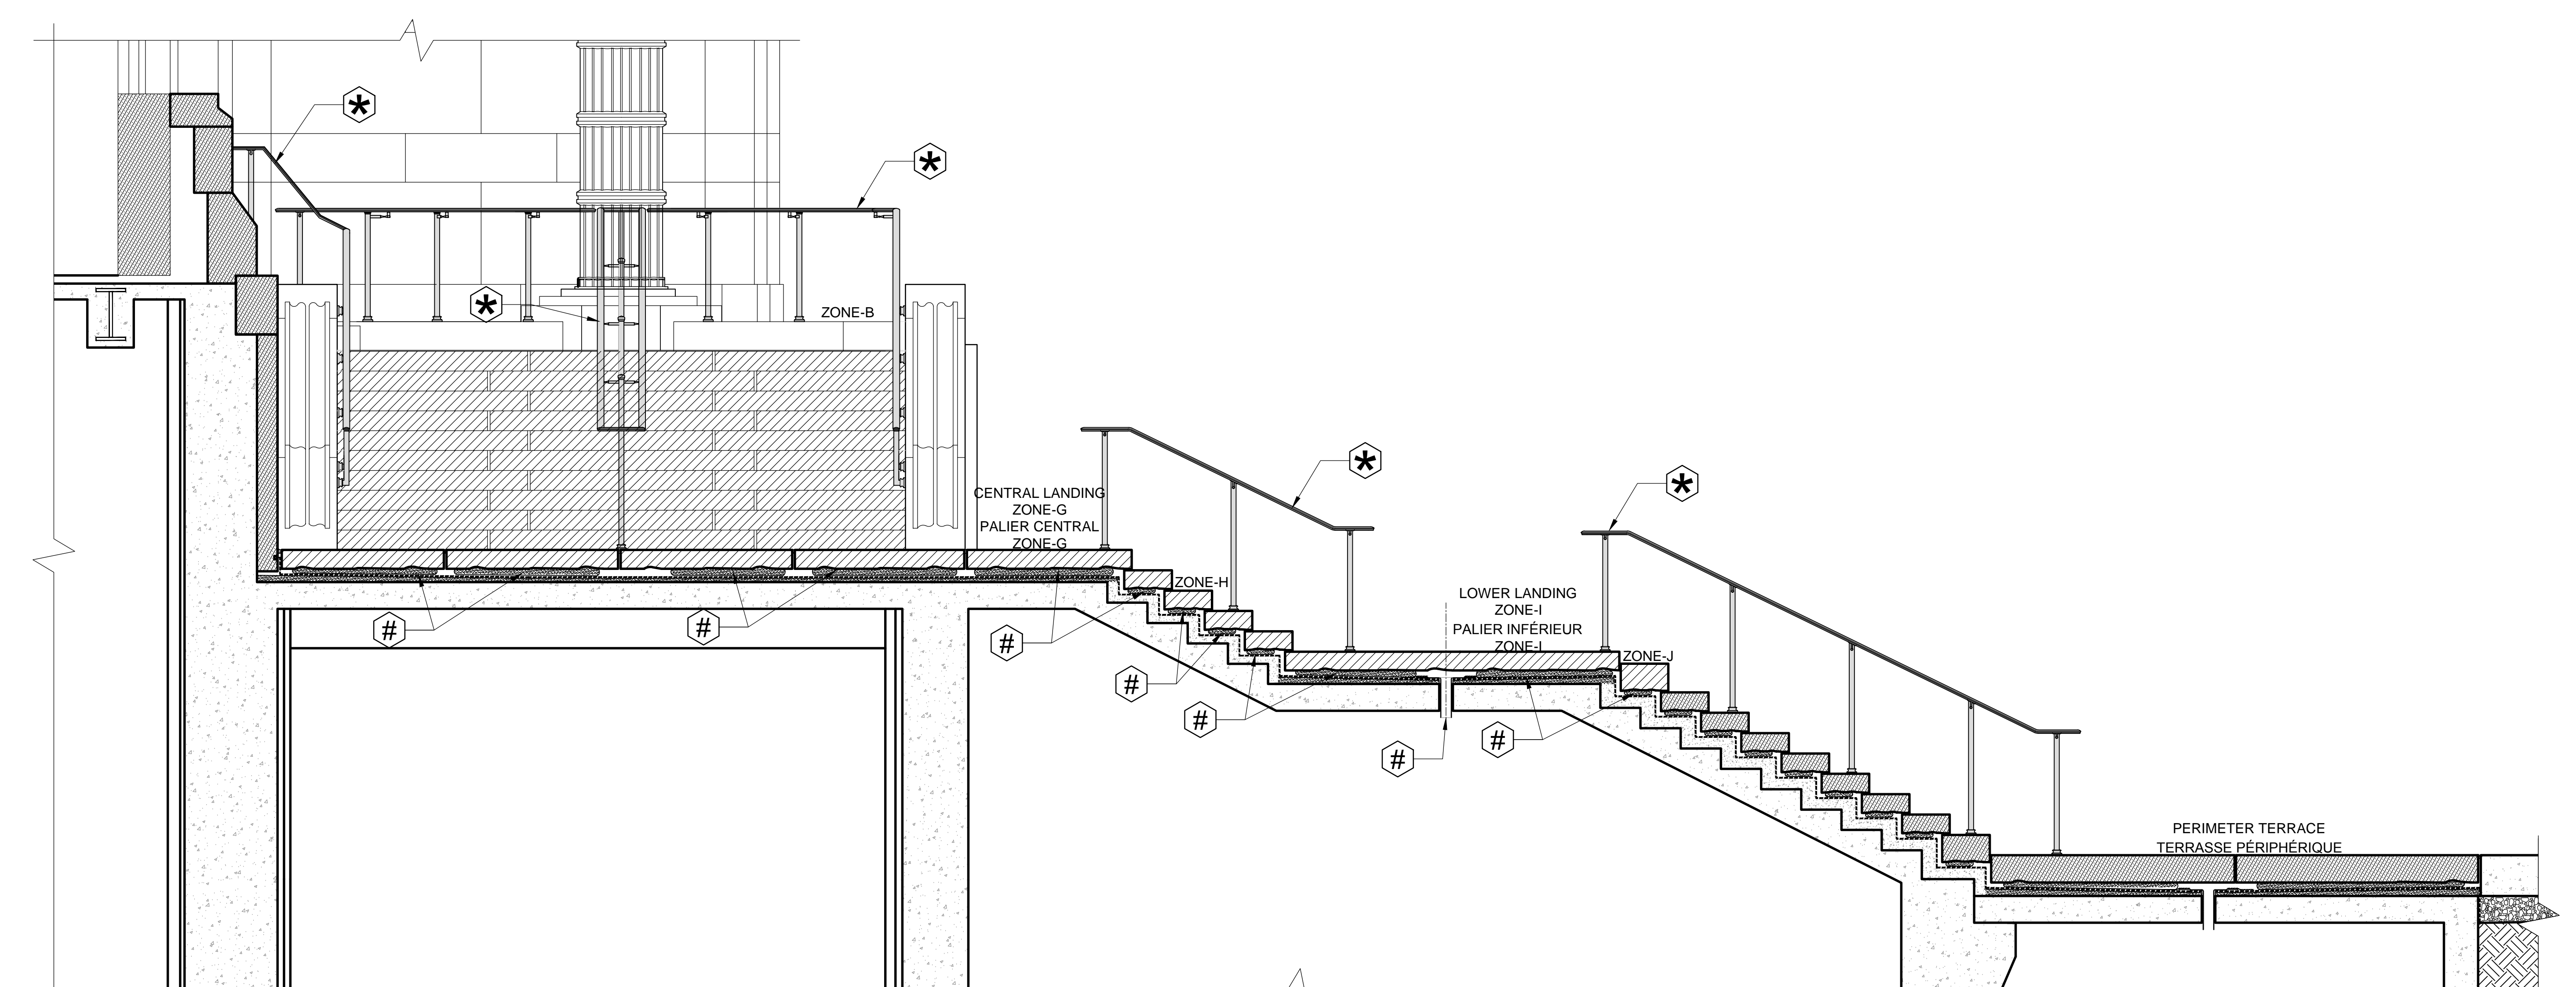 *
*
*
ZONE-B
*
*
CENTRAL LANDING
ZONE-G
PALIER CENTRAL
ZONE-G
ZONE-H
LOWER LANDING
ZONE-I
PALIER INFÉRIEUR
ZONE-I
ZONE-J
#
#
#
#
#
#
#
PERIMETER TERRACE
TERRASSE PÉRIPHÉRIQUE